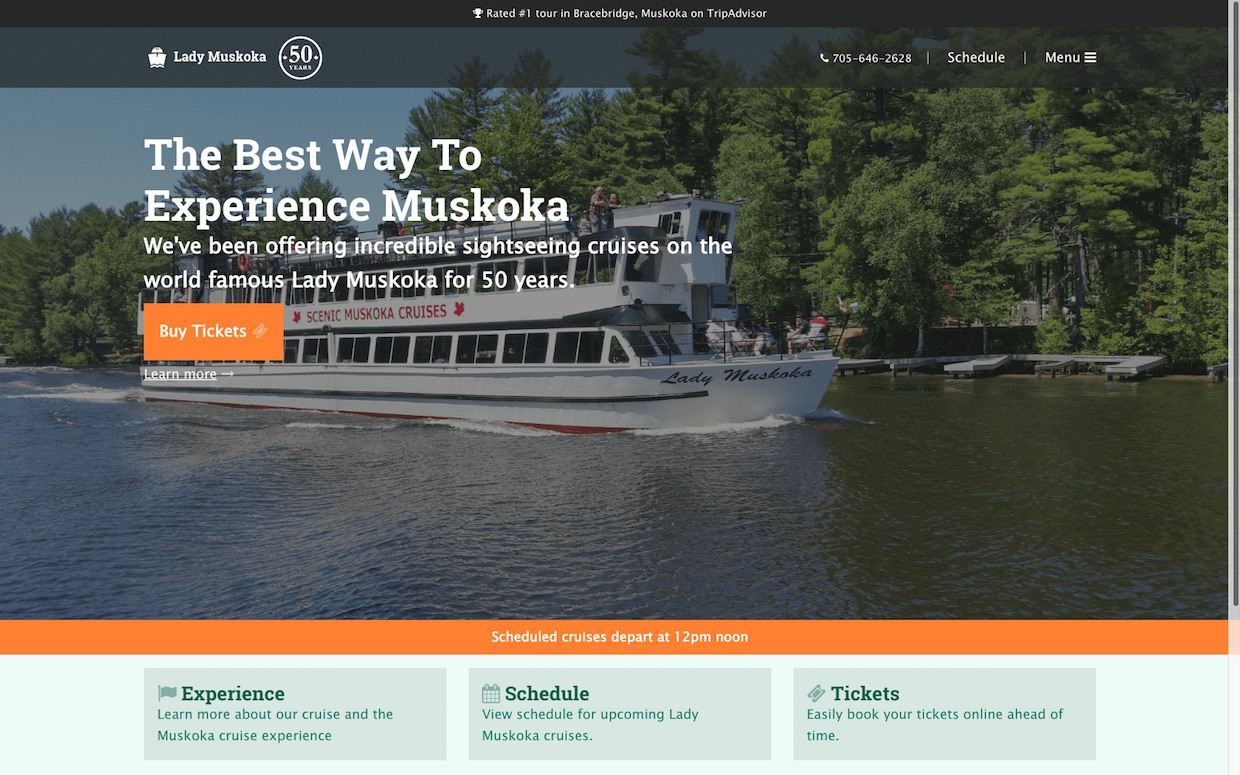 Rated #1 tour in Bracebridge, Muskoka on TripAdvisor
Lady Muskoka
50
YEARS
705-646-2628 | Schedule | Menu
The Best Way To
Experience Muskoka
We've been offering incredible sightseeing cruises on the
world famous Lady Muskoka for 50 years.
SCENIC MUSKOKA CRUISES
Buy Tickets
Learn more →
Lady Muskoka
Scheduled cruises depart at 12pm noon
Experience
Learn more about our cruise and the
Muskoka cruise experience
Schedule
View schedule for upcoming Lady
Muskoka cruises.
Tickets
Easily book your tickets online ahead of
time.